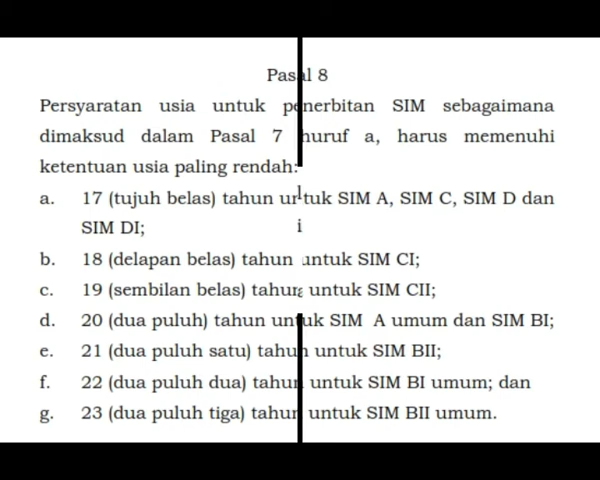 Pasal 8
Persyaratan usia untuk penerbitan SIM sebagaimana
dimaksud dalam Pasal 7 huruf a, harus memenuhi
ketentuan usia paling rendah:
a. 17 (tujuh belas) tahun untuk SIM A, SIM C, SIM D dan
SIM DI;
b. 18 (delapan belas) tahun untuk SIM CI;
c. 19 (sembilan belas) tahun untuk SIM CII;
d. 20 (dua puluh) tahun untuk SIM A umum dan SIM BI;
e. 21 (dua puluh satu) tahun untuk SIM BII;
f. 22 (dua puluh dua) tahun untuk SIM BI umum; dan
g. 23 (dua puluh tiga) tahun untuk SIM BII umum.